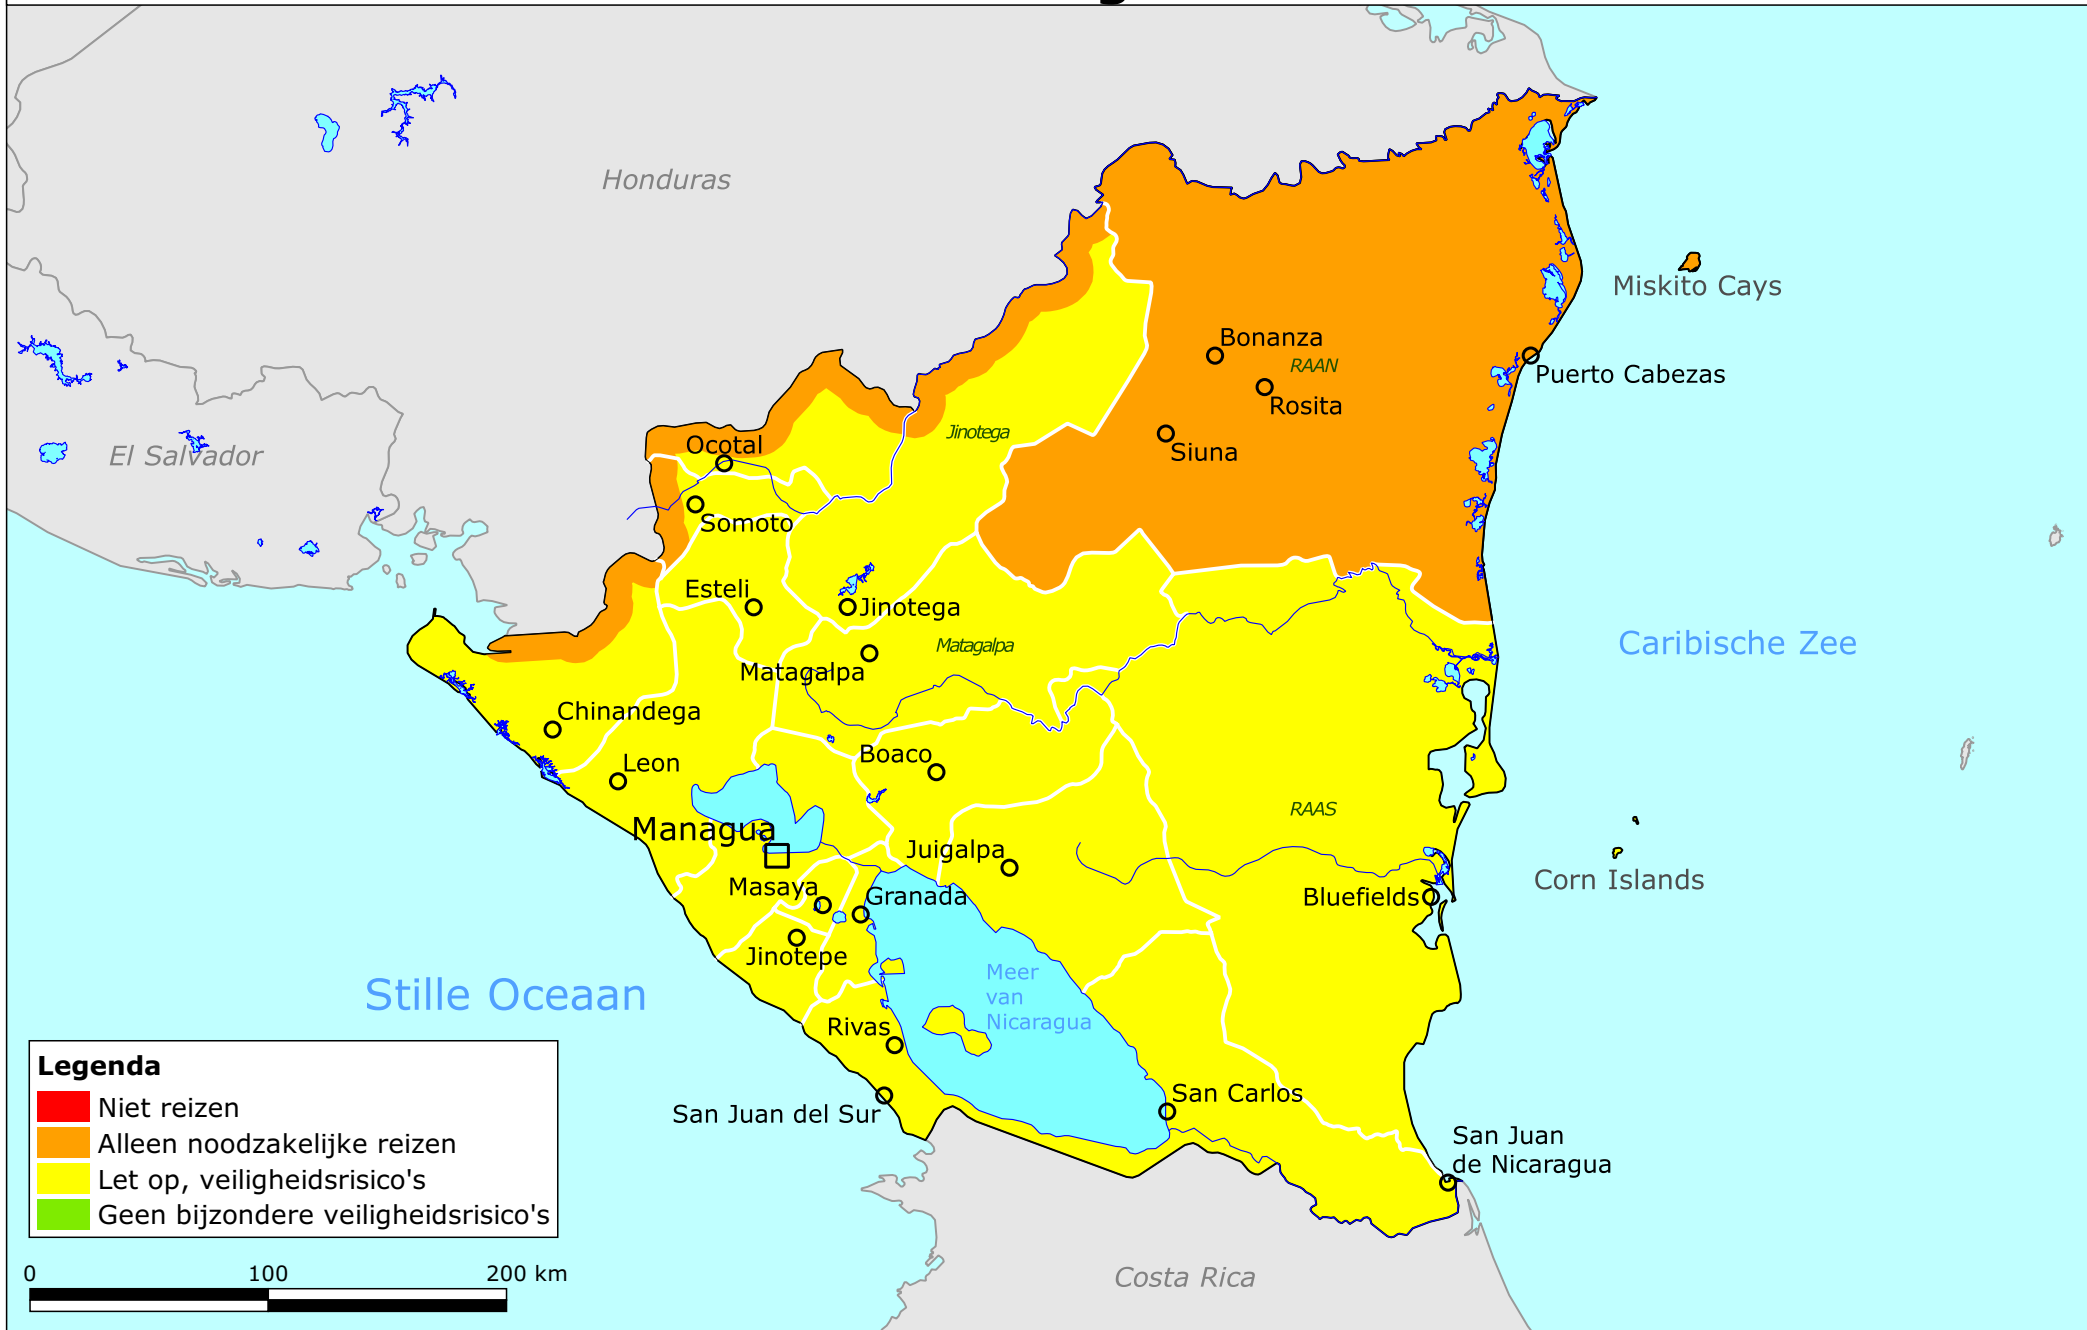 Honduras
Miskito Cays
Bonanza
RAAN
Puerto Cabezas
Rosita
Jinotega
Ocotal
Siuna
El Salvador
Somoto
Esteli
Jinotega
Caribische Zee
Matagalpa
Matagalpa
Chinandega
Boaco
Leon
RAAS
Managua
Juigalpa
Corn Islands
Masaya
Granada
Bluefields
Jinotepe
Meer
van
Nicaragua
Stille Oceaan
Rivas
San Carlos
San Juan del Sur
San Juan
de Nicaragua
Costa Rica
Legenda
Niet reizen
Alleen noodzakelijke reizen
Let op, veiligheidsrisico's
Geen bijzondere veiligheidsrisico's
0 100 200 km